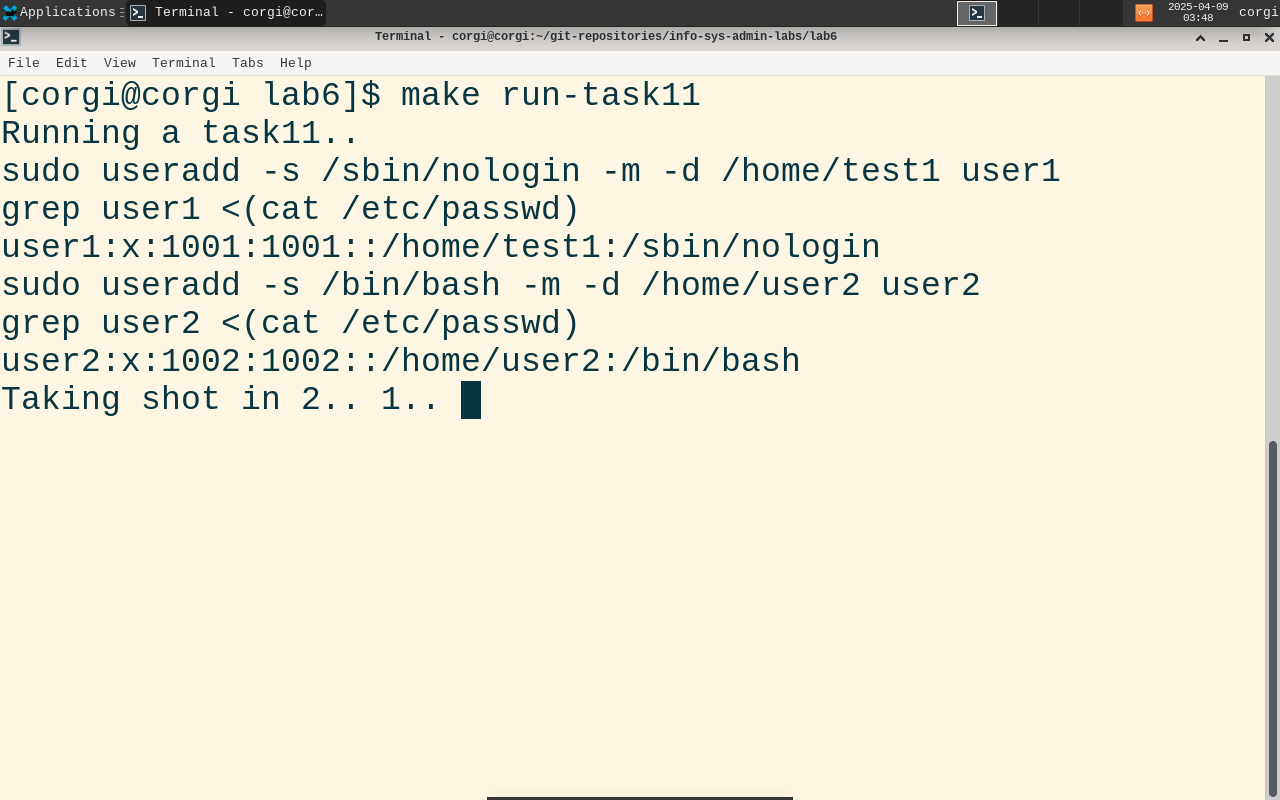 Applications
Terminal - corgi@cor...
2025-04-09
03:48
corgi
Terminal - corgi@corgi:~/git-repositories/info-sys-admin-labs/lab6
File Edit View Terminal Tabs Help
[corgi@corgi lab6]$ make run-task11
Running a task11..
sudo useradd -s /sbin/nologin -m -d /home/test1 user1
grep user1 <(cat /etc/passwd)
user1:x:1001:1001::/home/test1:/sbin/nologin
sudo useradd -s /bin/bash -m -d /home/user2 user2
grep user2 <(cat /etc/passwd)
user2:x:1002:1002::/home/user2:/bin/bash
Taking shot in 2.. 1..